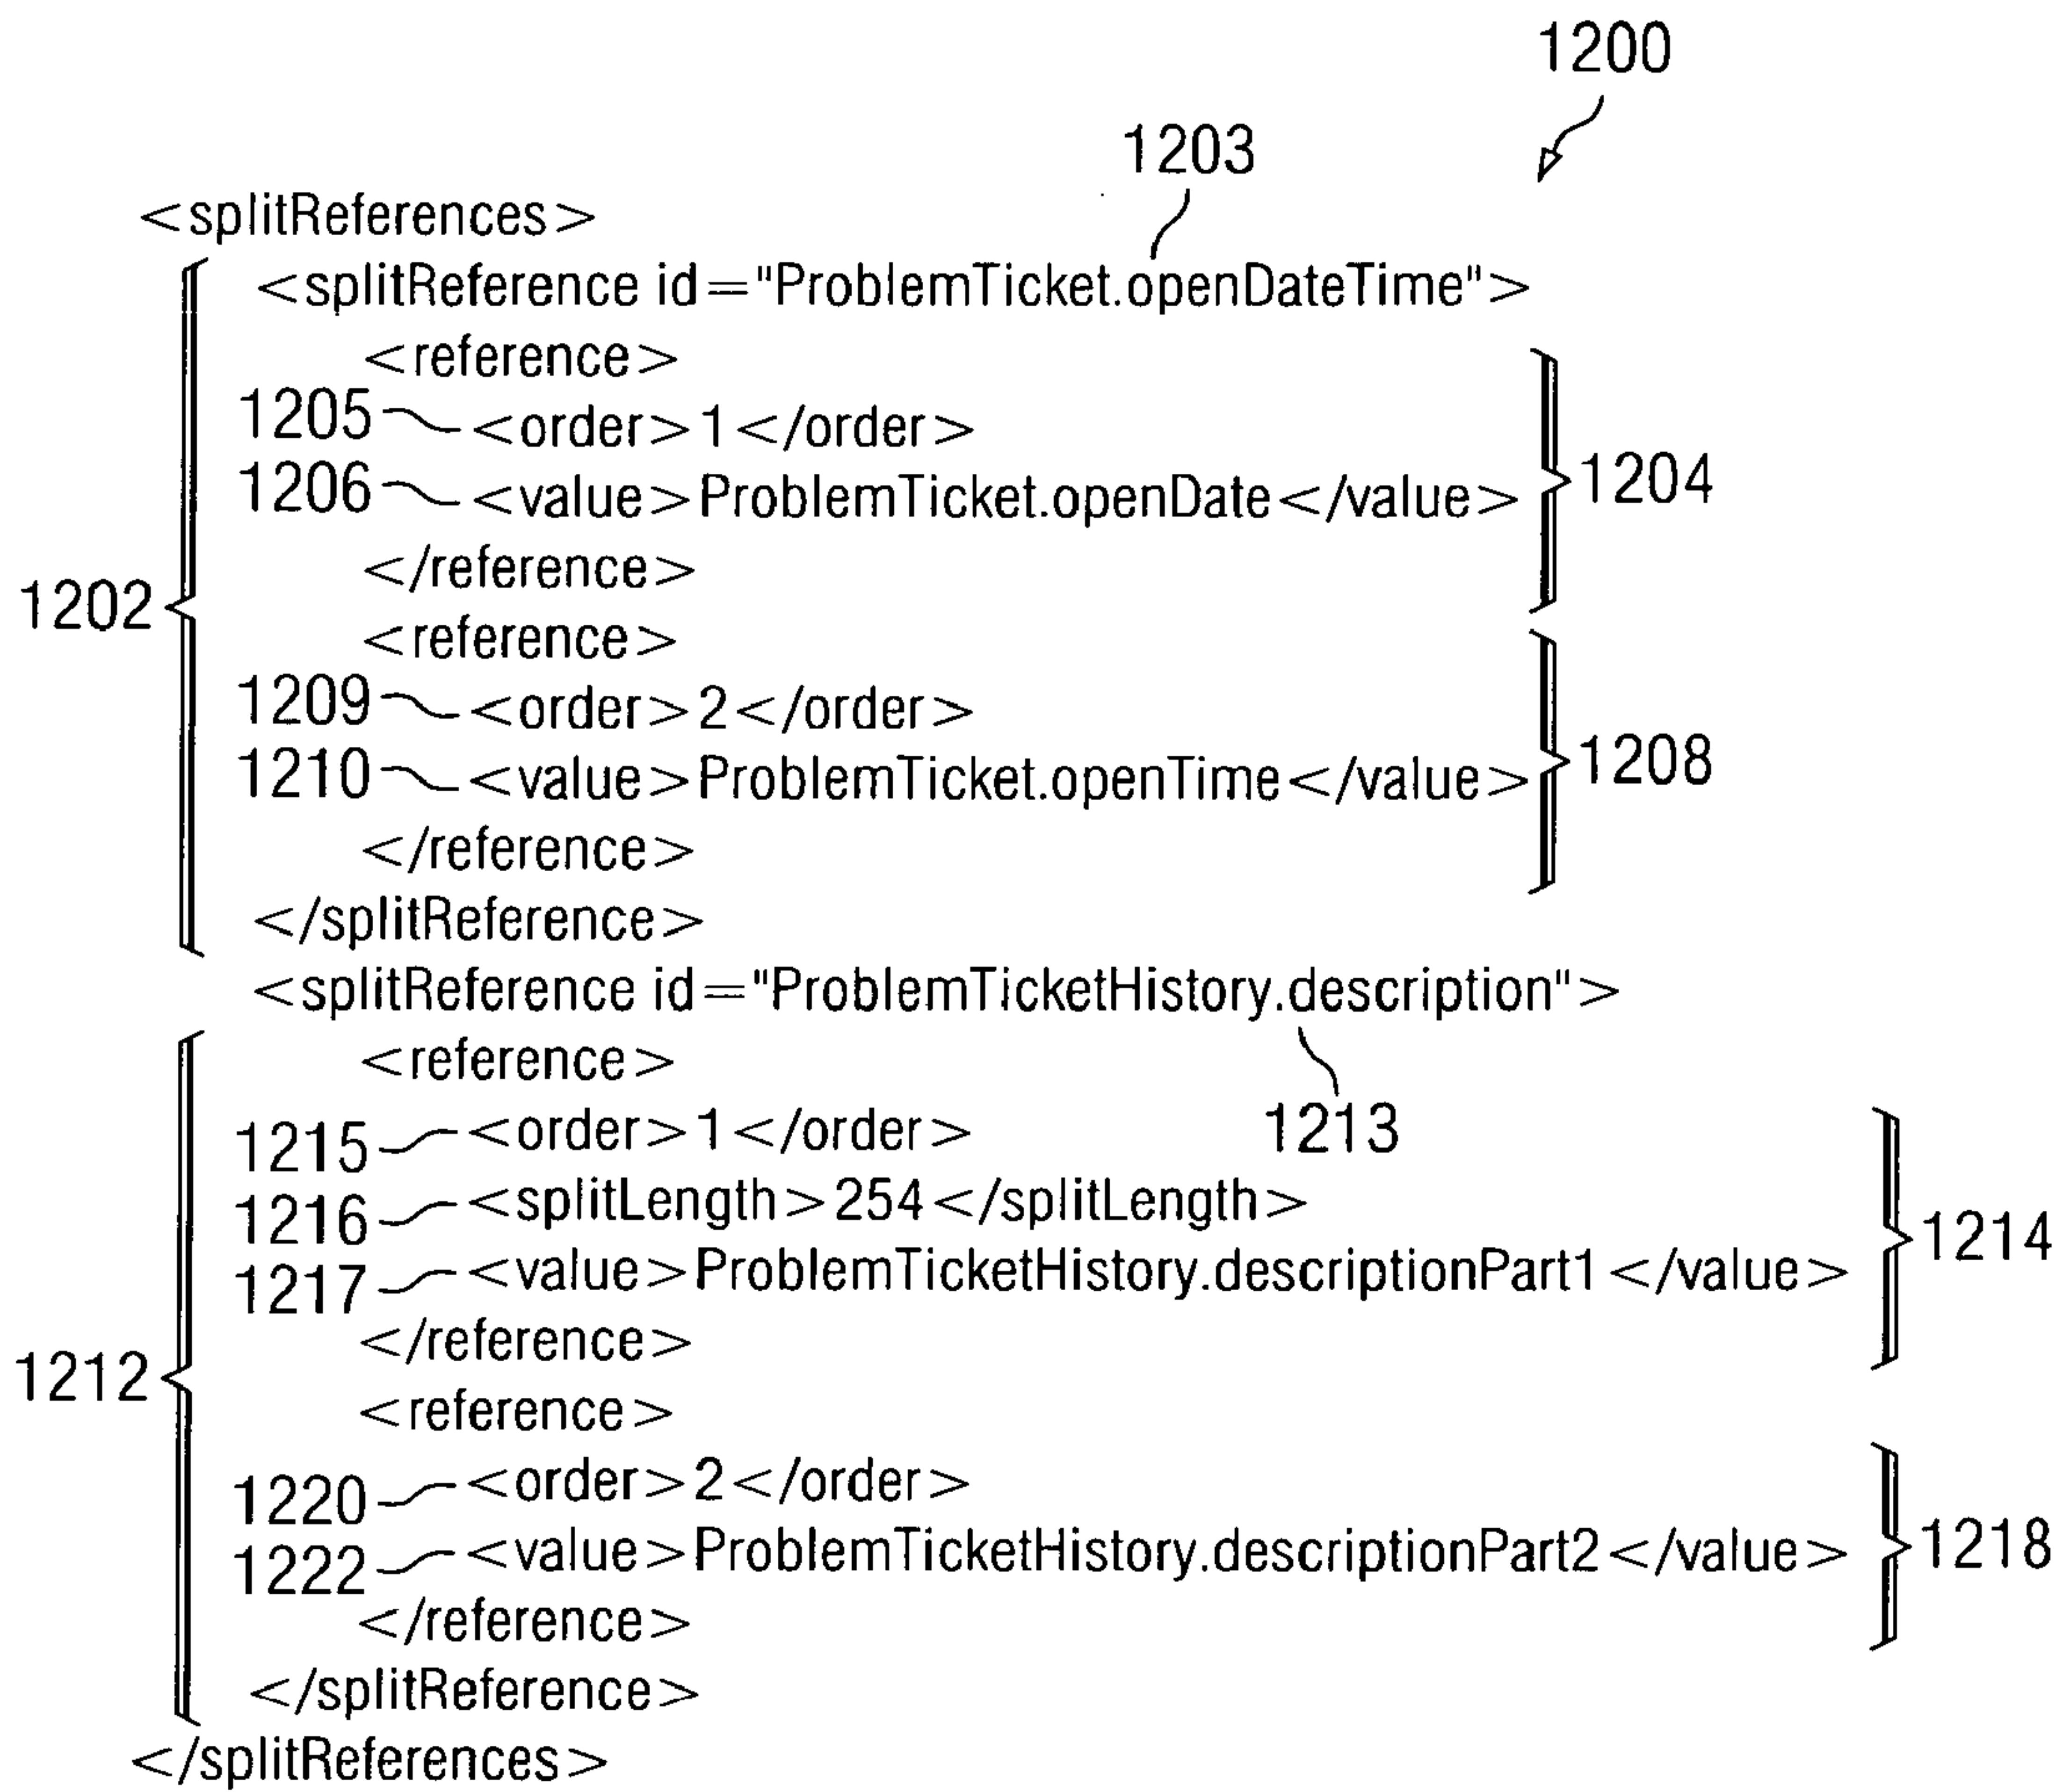 1200
1203
<splitReferences>
<splitReference id="ProblemTicket.openDateTime">
<reference>
1205 <order>1</order>
1206 <value>ProblemTicket.openDate</value> 1204
</reference>
1202
<reference>
1209 <order>2</order>
1210 <value>ProblemTicket.openTime</value> 1208
</reference>
</splitReference>
<splitReference id="ProblemTicketHistory.description">
<reference>
1215 <order>1</order> 1213
1216 <splitLength>254</splitLength> 1214
1217 <value>ProblemTicketHistory.descriptionPart1</value>
</reference>
1212
<reference>
1220 <order>2</order>
1222 <value>ProblemTicketHistory.descriptionPart2</value> 1218
</reference>
</splitReference>
</splitReferences>